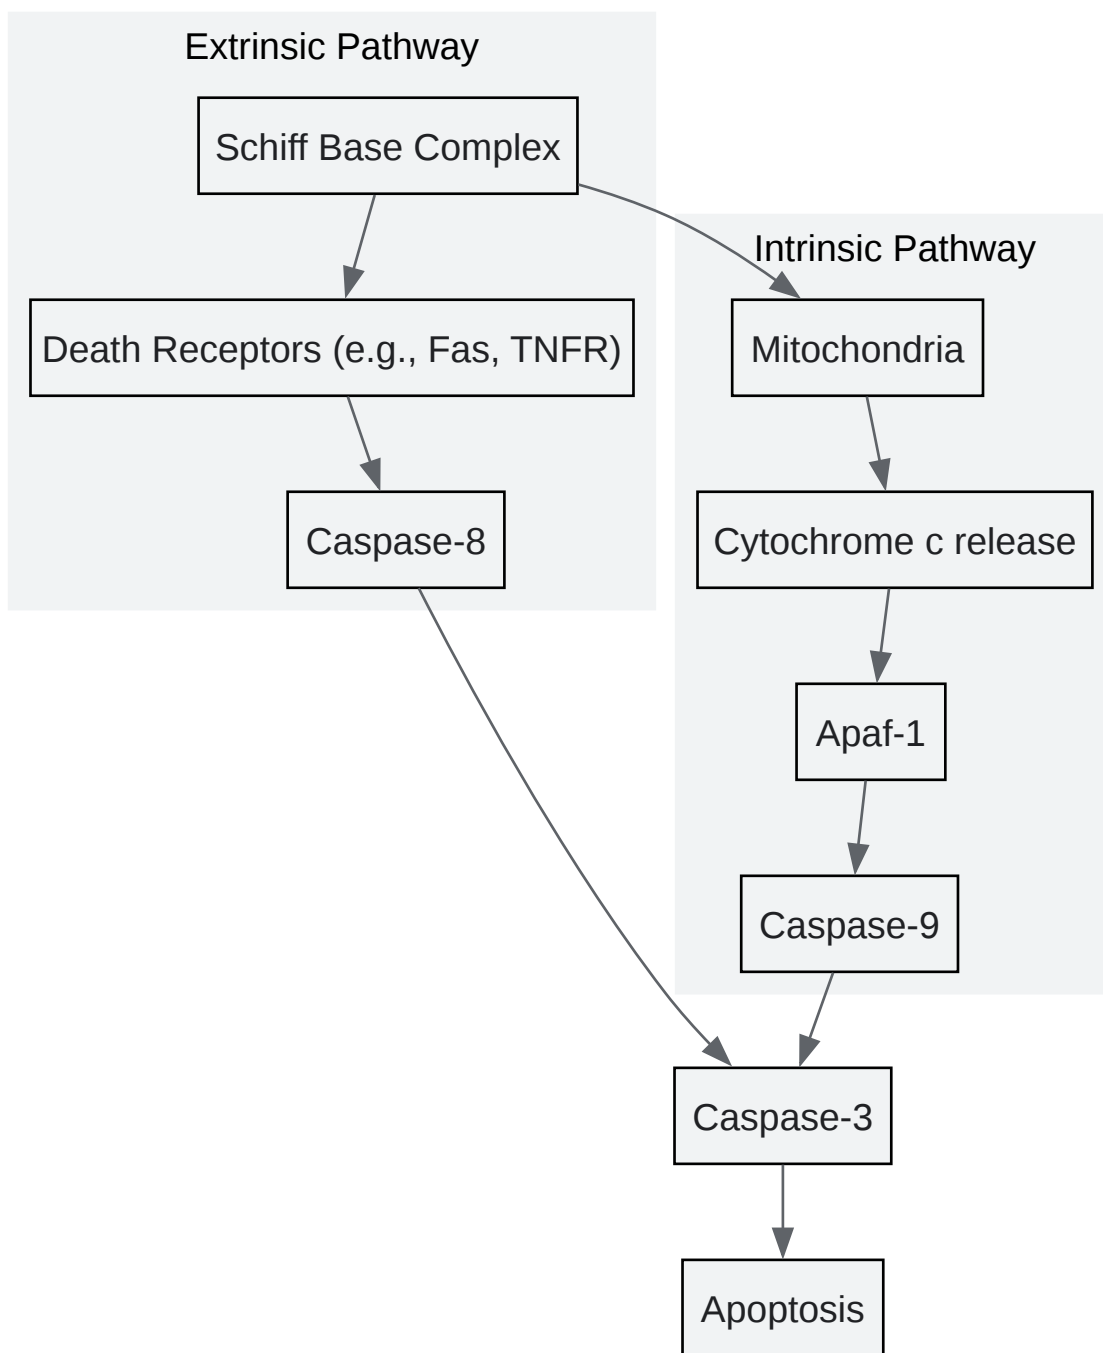 Extrinsic Pathway
Schiff Base Complex
Death Receptors (e.g., Fas, TNFR)
Caspase-8
Intrinsic Pathway
Mitochondria
Cytochrome c release
Apaf-1
Caspase-9
Caspase-3
Apoptosis